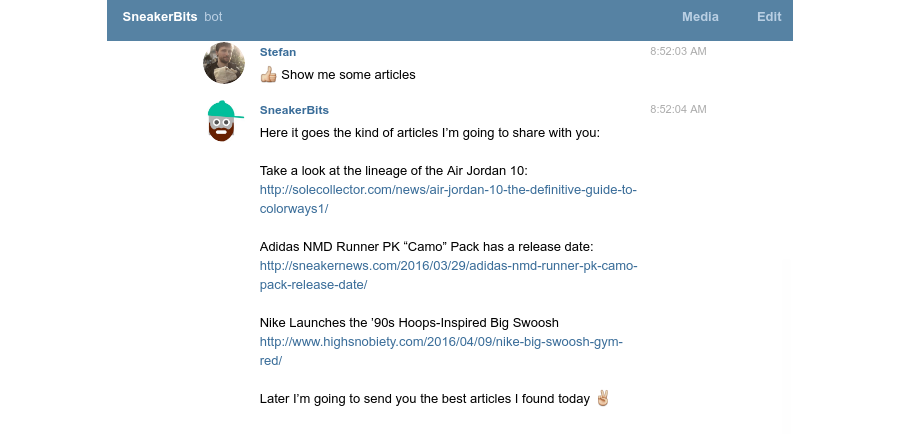 SneakerBits bot Media Edit
Stefan 8:52:03 AM
👍🏼 Show me some articles
SneakerBits 8:52:04 AM
Here it goes the kind of articles I'm going to share with you:
Take a look at the lineage of the Air Jordan 10:
http://solecollector.com/news/air-jordan-10-the-definitive-guide-to-
colorways1/
Adidas NMD Runner PK “Camo” Pack has a release date:
http://sneakernews.com/2016/03/29/adidas-nmd-runner-pk-camo-
pack-release-date/
Nike Launches the ’90s Hoops-Inspired Big Swoosh
http://www.highsnobiety.com/2016/04/09/nike-big-swoosh-gym-
red/
Later I’m going to send you the best articles I found today ✌🏼